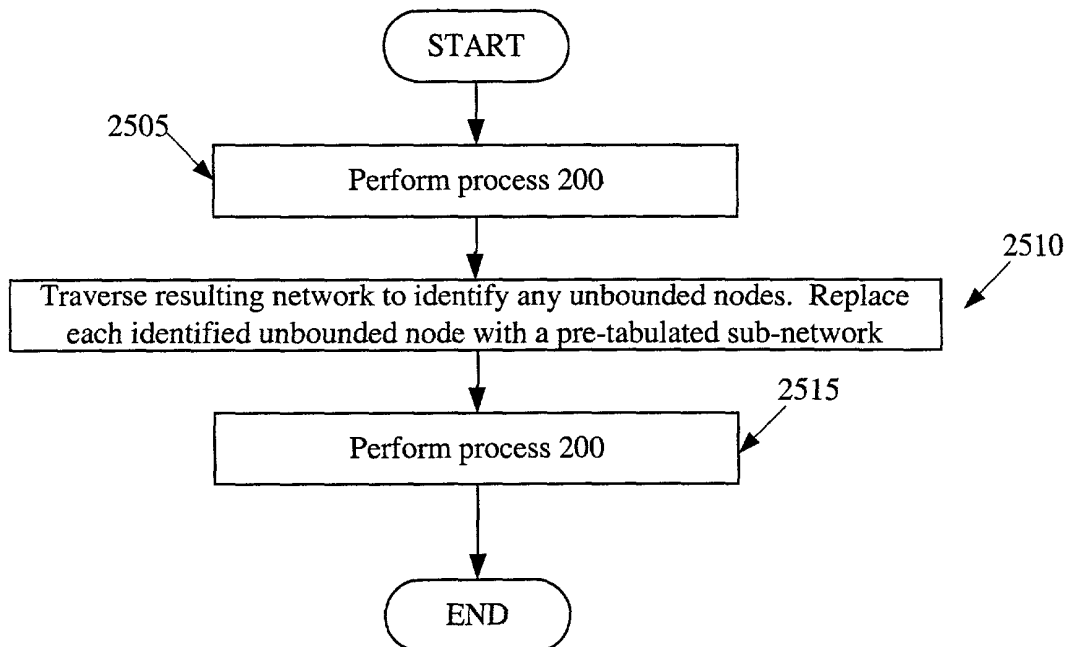 START
2505
Perform process 200
2510
Traverse resulting network to identify any unbounded nodes.  Replace
each identified unbounded node with a pre-tabulated sub-network
2515
Perform process 200
END